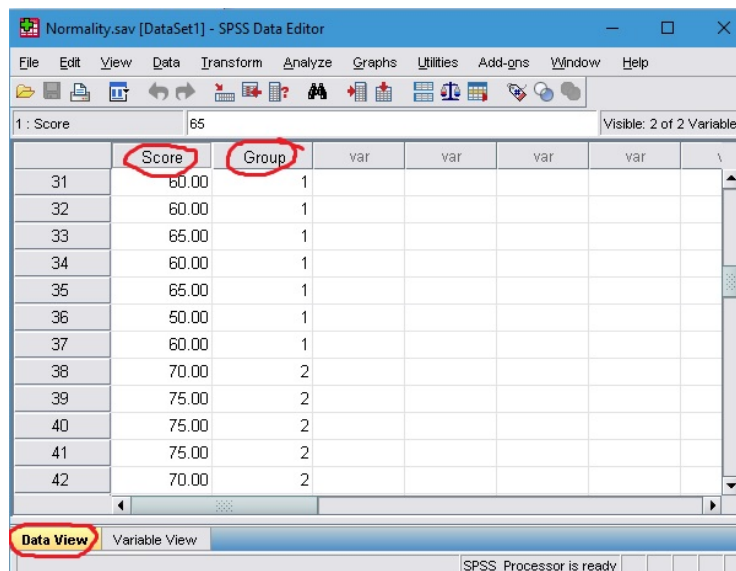 Normality.sav [DataSet1] - SPSS Data Editor
File Edit View Data Transform Analyze Graphs Utilities Add-ons Window Help
1 : Score 65 Visible: 2 of 2 Variable
Score Group var var var var
31 60.00 1
32 60.00 1
33 65.00 1
34 60.00 1
35 65.00 1
36 50.00 1
37 60.00 1
38 70.00 2
39 75.00 2
40 75.00 2
41 75.00 2
42 70.00 2
Data View Variable View
SPSS Processor is ready